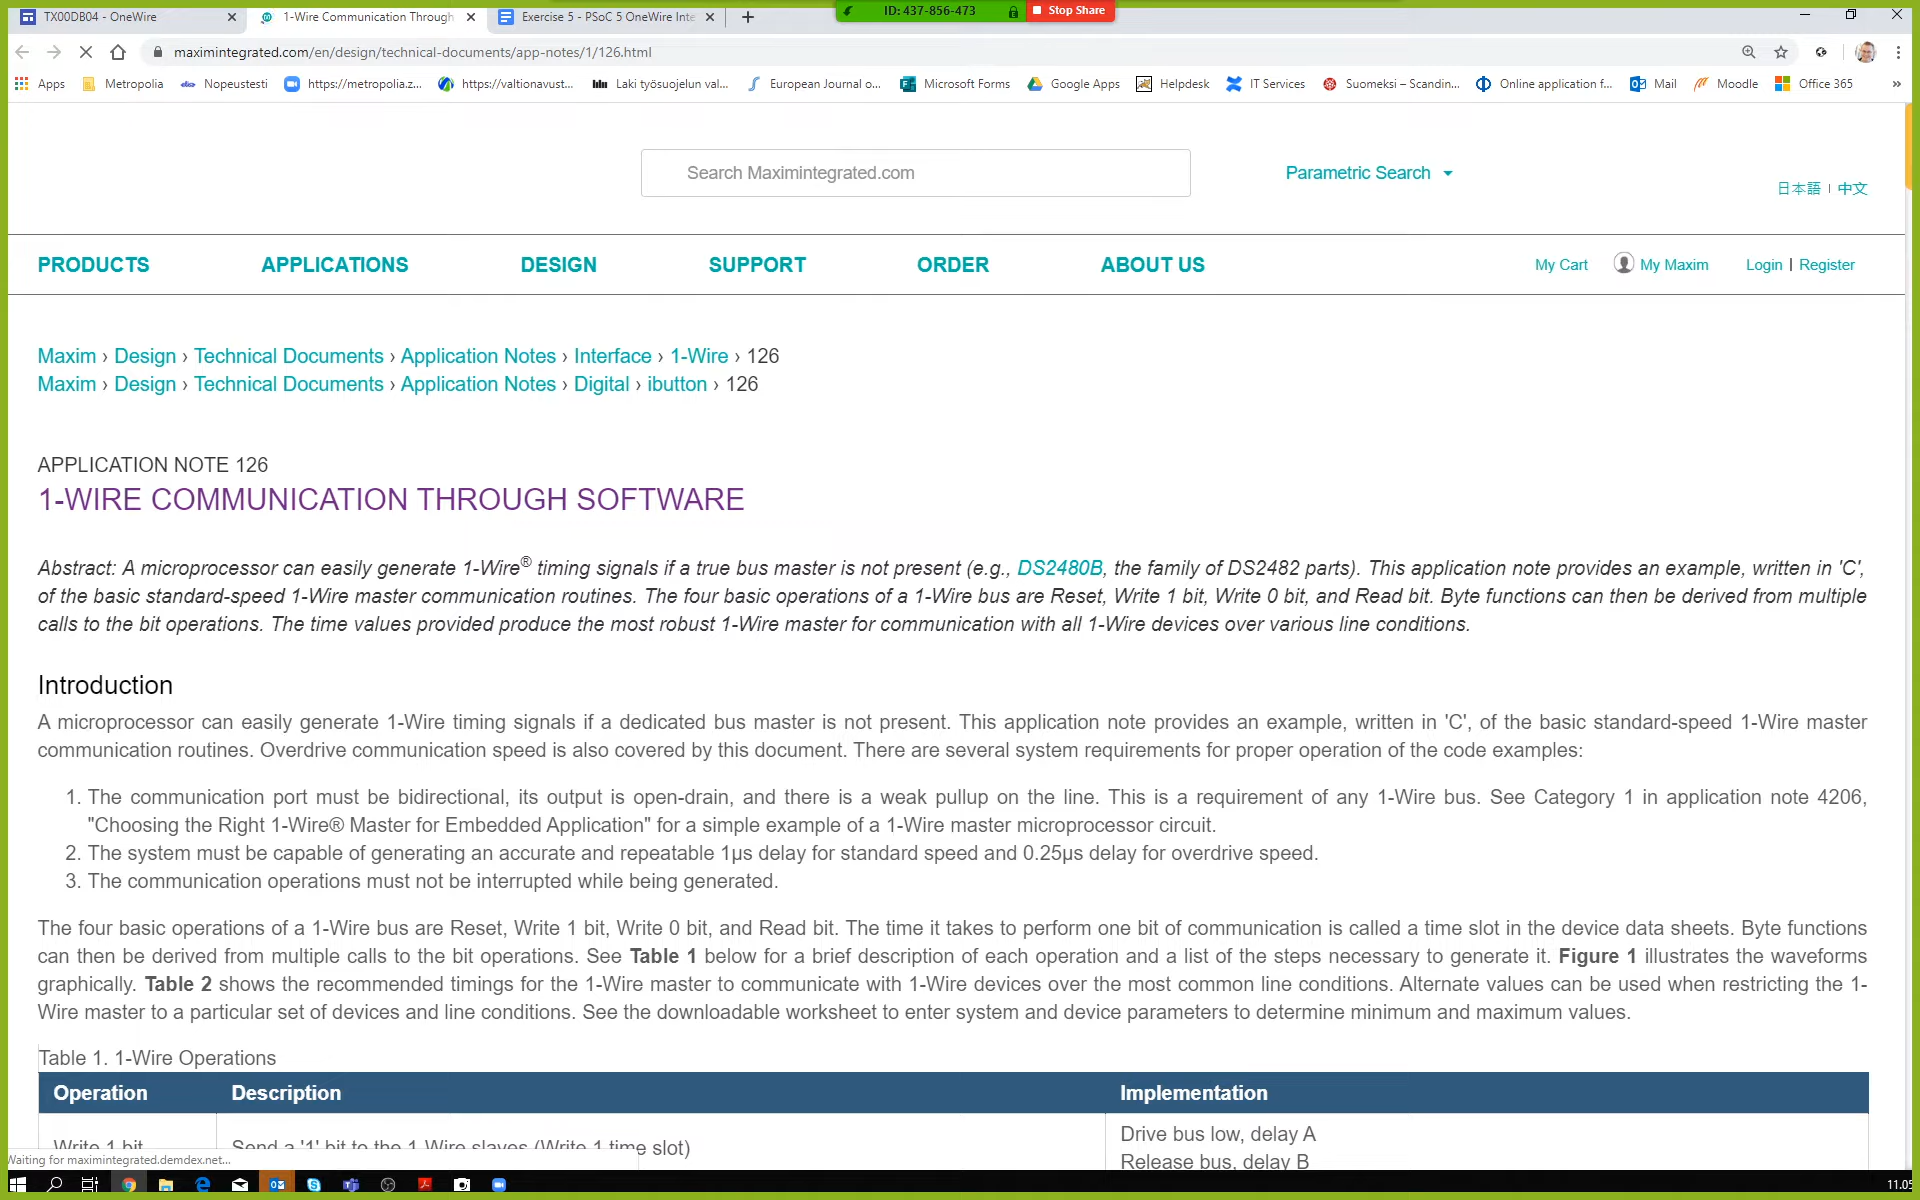 TX00DB04 - OneWire
1-Wire Communication Through
Exercise 5 - PSoC 5 OneWire Inte
ID: 437-856-473
Stop Share
maximintegrated.com/en/design/technical-documents/app-notes/1/126.html
Apps
Metropolia
Nopeustesti
https://metropolia.z...
https://valtionavust...
Laki työsuojelun val...
European Journal o...
Microsoft Forms
Google Apps
Helpdesk
IT Services
Suomeksi – Scandin...
Online application f...
Mail
Moodle
Office 365
»
Search Maximintegrated.com
Parametric Search
日本語 | 中文
PRODUCTS
APPLICATIONS
DESIGN
SUPPORT
ORDER
ABOUT US
My Cart
My Maxim
Login | Register
Maxim › Design › Technical Documents › Application Notes › Interface › 1-Wire › 126
Maxim › Design › Technical Documents › Application Notes › Digital › ibutton › 126
APPLICATION NOTE 126
1-WIRE COMMUNICATION THROUGH SOFTWARE
Abstract: A microprocessor can easily generate 1-Wire® timing signals if a true bus master is not present (e.g., DS2480B, the family of DS2482 parts). This application note provides an example, written in 'C',
of the basic standard-speed 1-Wire master communication routines. The four basic operations of a 1-Wire bus are Reset, Write 1 bit, Write 0 bit, and Read bit. Byte functions can then be derived from multiple
calls to the bit operations. The time values provided produce the most robust 1-Wire master for communication with all 1-Wire devices over various line conditions.
Introduction
A microprocessor can easily generate 1-Wire timing signals if a dedicated bus master is not present. This application note provides an example, written in 'C', of the basic standard-speed 1-Wire master
communication routines. Overdrive communication speed is also covered by this document. There are several system requirements for proper operation of the code examples:
1. The communication port must be bidirectional, its output is open-drain, and there is a weak pullup on the line. This is a requirement of any 1-Wire bus. See Category 1 in application note 4206,
"Choosing the Right 1-Wire® Master for Embedded Application" for a simple example of a 1-Wire master microprocessor circuit.
2. The system must be capable of generating an accurate and repeatable 1µs delay for standard speed and 0.25µs delay for overdrive speed.
3. The communication operations must not be interrupted while being generated.
The four basic operations of a 1-Wire bus are Reset, Write 1 bit, Write 0 bit, and Read bit. The time it takes to perform one bit of communication is called a time slot in the device data sheets. Byte functions
can then be derived from multiple calls to the bit operations. See Table 1 below for a brief description of each operation and a list of the steps necessary to generate it. Figure 1 illustrates the waveforms
graphically. Table 2 shows the recommended timings for the 1-Wire master to communicate with 1-Wire devices over the most common line conditions. Alternate values can be used when restricting the 1-
Wire master to a particular set of devices and line conditions. See the downloadable worksheet to enter system and device parameters to determine minimum and maximum values.
Table 1. 1-Wire Operations
Operation
Description
Implementation
Write 1 bit
Send a '1' bit to the 1-Wire slaves (Write 1 time slot)
Drive bus low, delay A
Release bus, delay B
Waiting for maximintegrated.demdex.net...
11.05